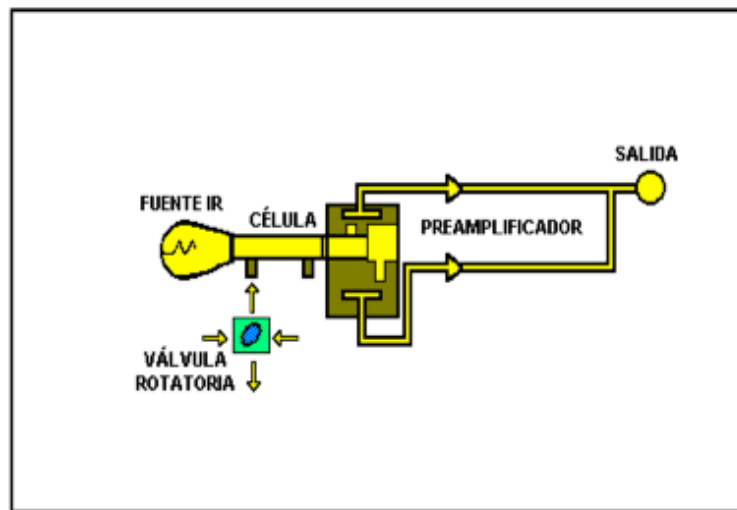 SALIDA
FUENTE IR
CÉLULA
PREAMPLIFICADOR
VÁLVULA
ROTATORIA